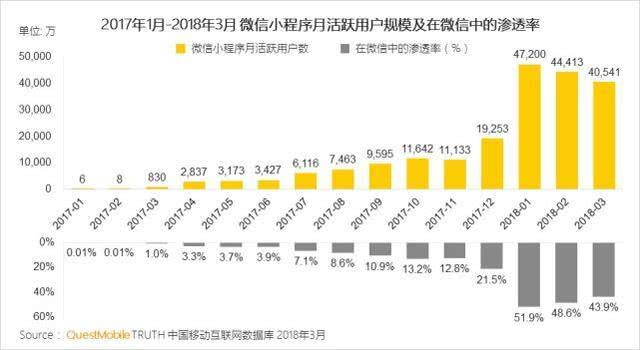 2017年1月-2018年3月 微信小程序月活跃用户规模及在微信中的渗透率
单位: 万
微信小程序月活跃用户数 在微信中的渗透率（%）
50,000
40,000
30,000
20,000
10,000
0
6 8 830 2,837 3,173 3,427 6,116 7,463 9,595 11,642 11,133 19,253 47,200 44,413 40,541
2017-01 2017-02 2017-03 2017-04 2017-05 2017-06 2017-07 2017-08 2017-09 2017-10 2017-11 2017-12 2018-01 2018-02 2018-03
0%
20%
40%
60%
0.01% 0.01% 1.0% 3.3% 3.7% 3.9% 7.1% 8.6% 10.9% 13.2% 12.8% 21.5% 51.9% 48.6% 43.9%
Source： QuestMobile TRUTH 中国移动互联网数据库 2018年3月